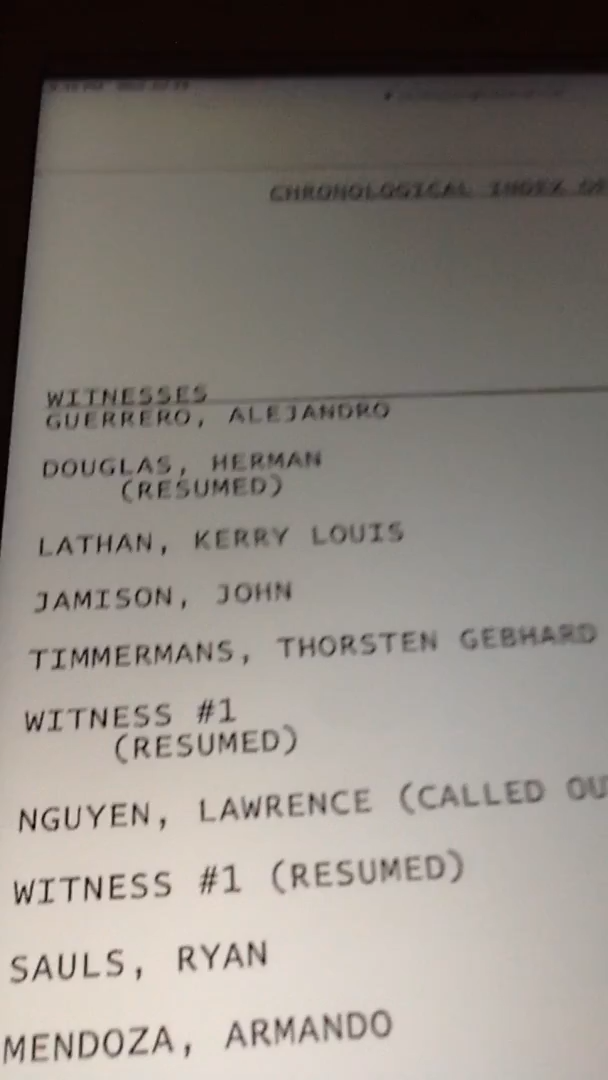 CHRONOLOGICAL INDEX OF
WITNESSES
GUERRERO, ALEJANDRO
DOUGLAS, HERMAN
(RESUMED)
LATHAN, KERRY LOUIS
JAMISON, JOHN
TIMMERMANS, THORSTEN GEBHARD
WITNESS #1
(RESUMED)
NGUYEN, LAWRENCE (CALLED OU
WITNESS #1 (RESUMED)
SAULS, RYAN
MENDOZA, ARMANDO